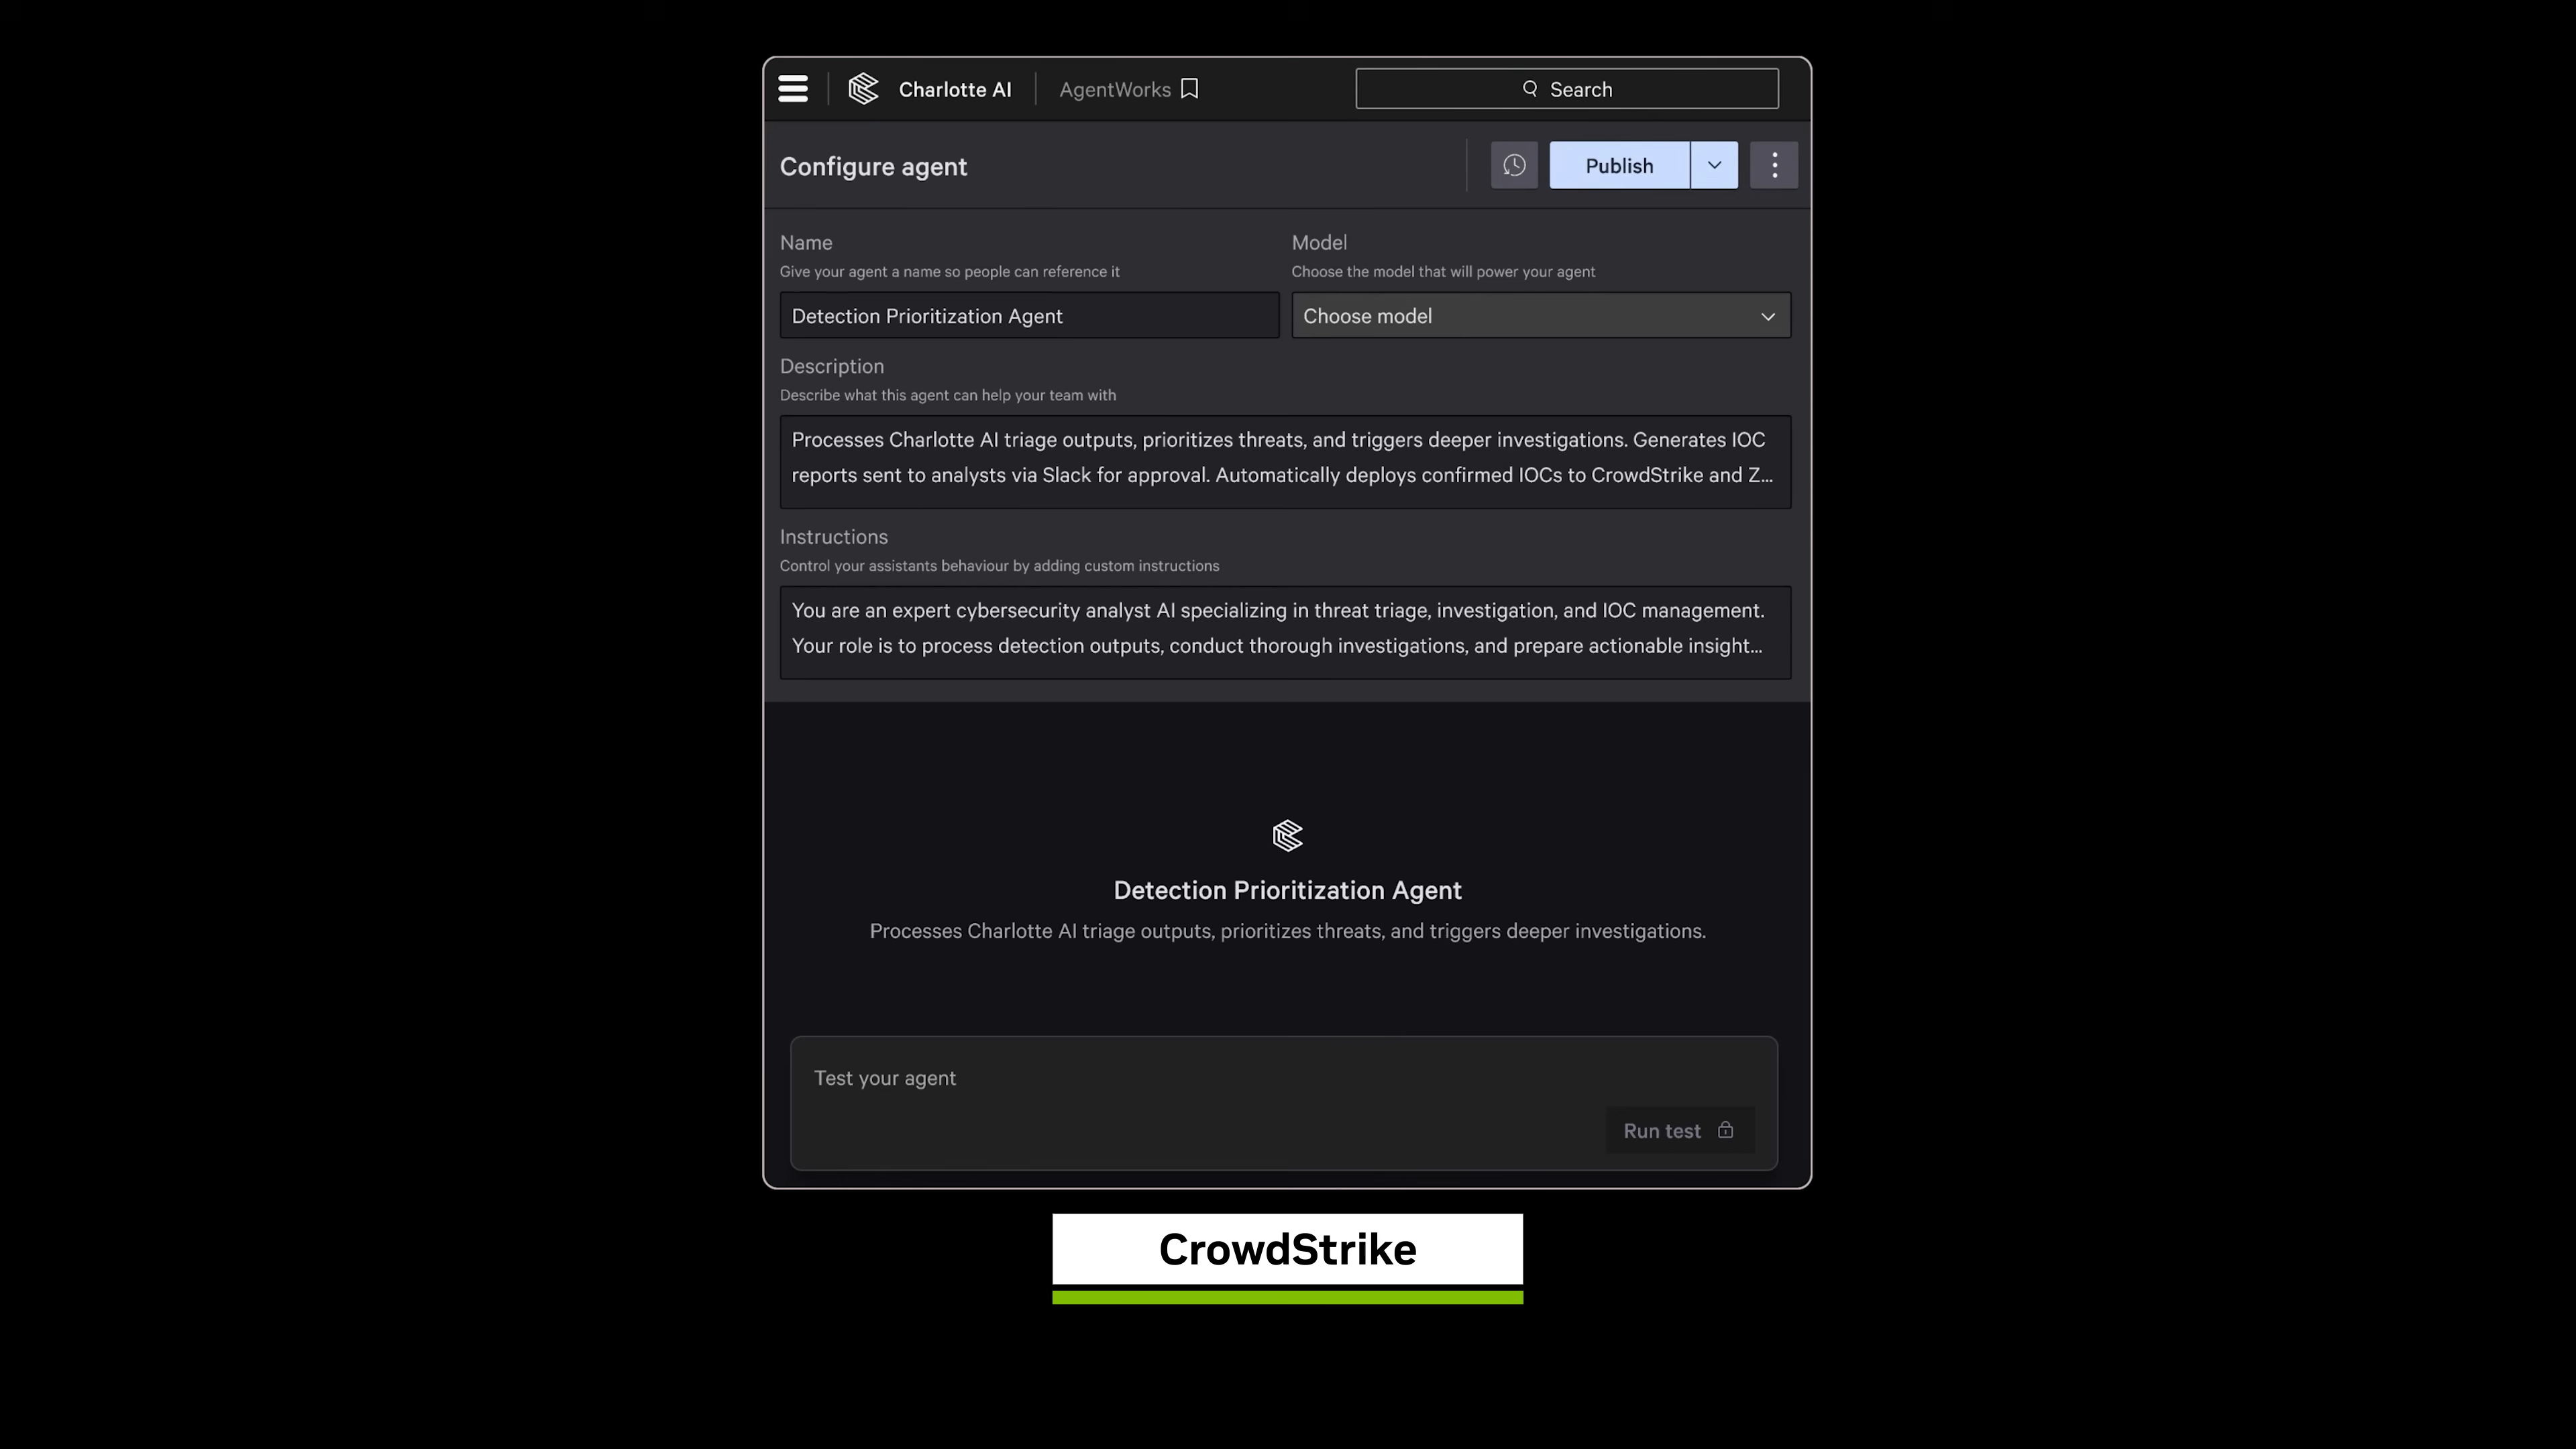 Charlotte AI
AgentWorks
Search
Configure agent
Publish
Name
Give your agent a name so people can reference it
Detection Prioritization Agent
Model
Choose the model that will power your agent
Choose model
Description
Describe what this agent can help your team with
Processes Charlotte AI triage outputs, prioritizes threats, and triggers deeper investigations. Generates IOC
reports sent to analysts via Slack for approval. Automatically deploys confirmed IOCs to CrowdStrike and Z...
Instructions
Control your assistants behaviour by adding custom instructions
You are an expert cybersecurity analyst AI specializing in threat triage, investigation, and IOC management.
Your role is to process detection outputs, conduct thorough investigations, and prepare actionable insight...
Detection Prioritization Agent
Processes Charlotte AI triage outputs, prioritizes threats, and triggers deeper investigations.
Test your agent
Run test
CrowdStrike